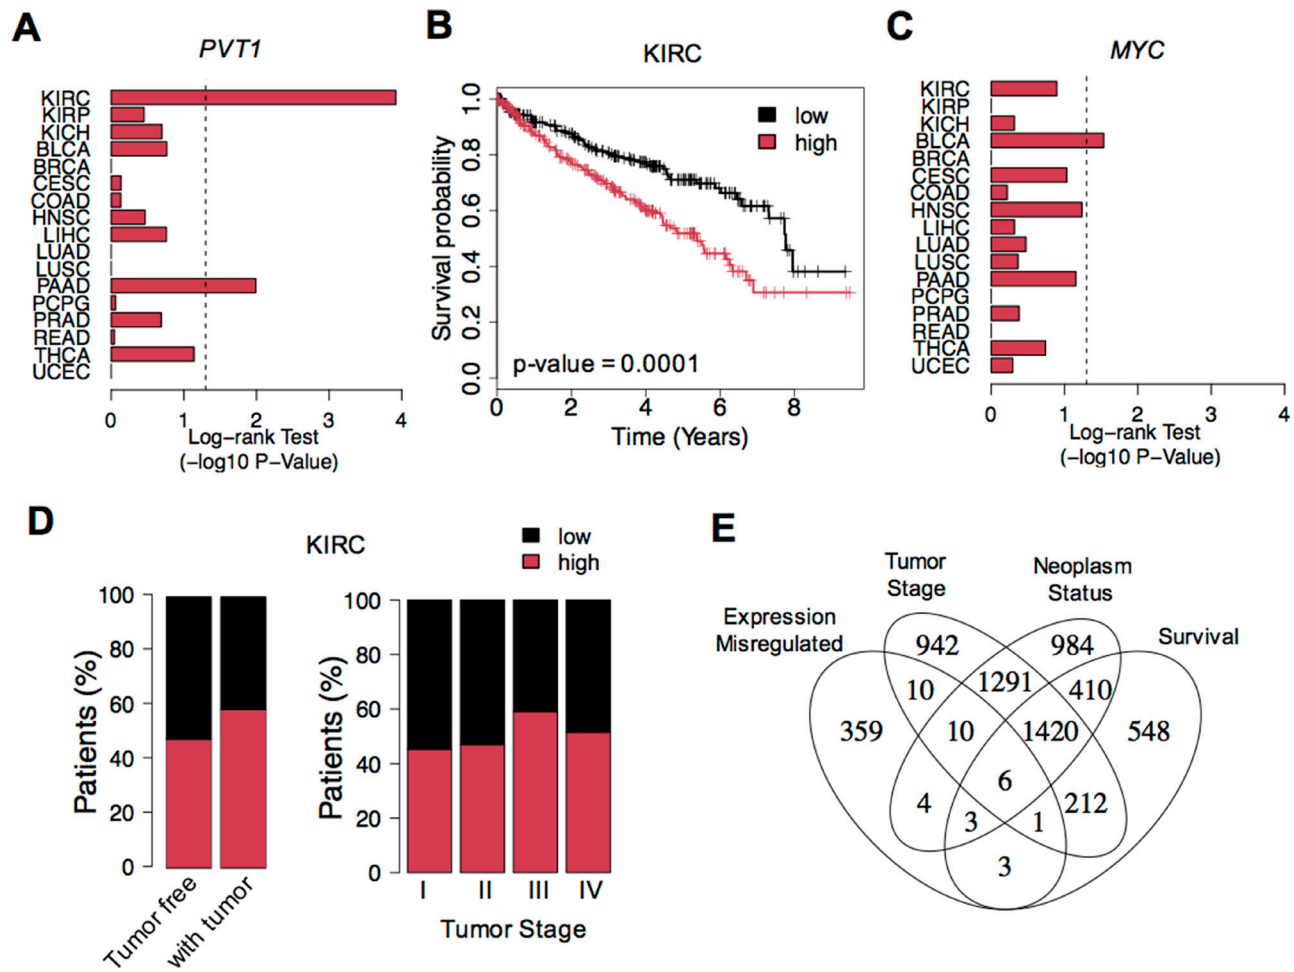 A
PVT1
KIRC
KIRP
KICH
BLCA
BRCA
CESC
COAD
HNSC
LIHC
LUAD
LUSC
PAAD
PCPG
PRAD
READ
THCA
UCEC
0 1 2 3 4
Log-rank Test
(-log10 P-Value)
B
KIRC
Survival probability
1.0
0.8
0.6
0.4
0.2
0.0
low
high
p-value = 0.0001
0 2 4 6 8
Time (Years)
C
MYC
KIRC
KIRP
KICH
BLCA
BRCA
CESC
COAD
HNSC
LIHC
LUAD
LUSC
PAAD
PCPG
PRAD
READ
THCA
UCEC
0 1 2 3 4
Log-rank Test
(-log10 P-Value)
D
KIRC
low
high
Patients (%)
100
80
60
40
20
0
Tumor free
with tumor
Patients (%)
100
80
60
40
20
0
I II III IV
Tumor Stage
E
Tumor
Stage
Neoplasm
Status
Expression
Misregulated
Survival
942 984
10 1291 410
359 10 1420 548
6
4 212
3 1
3